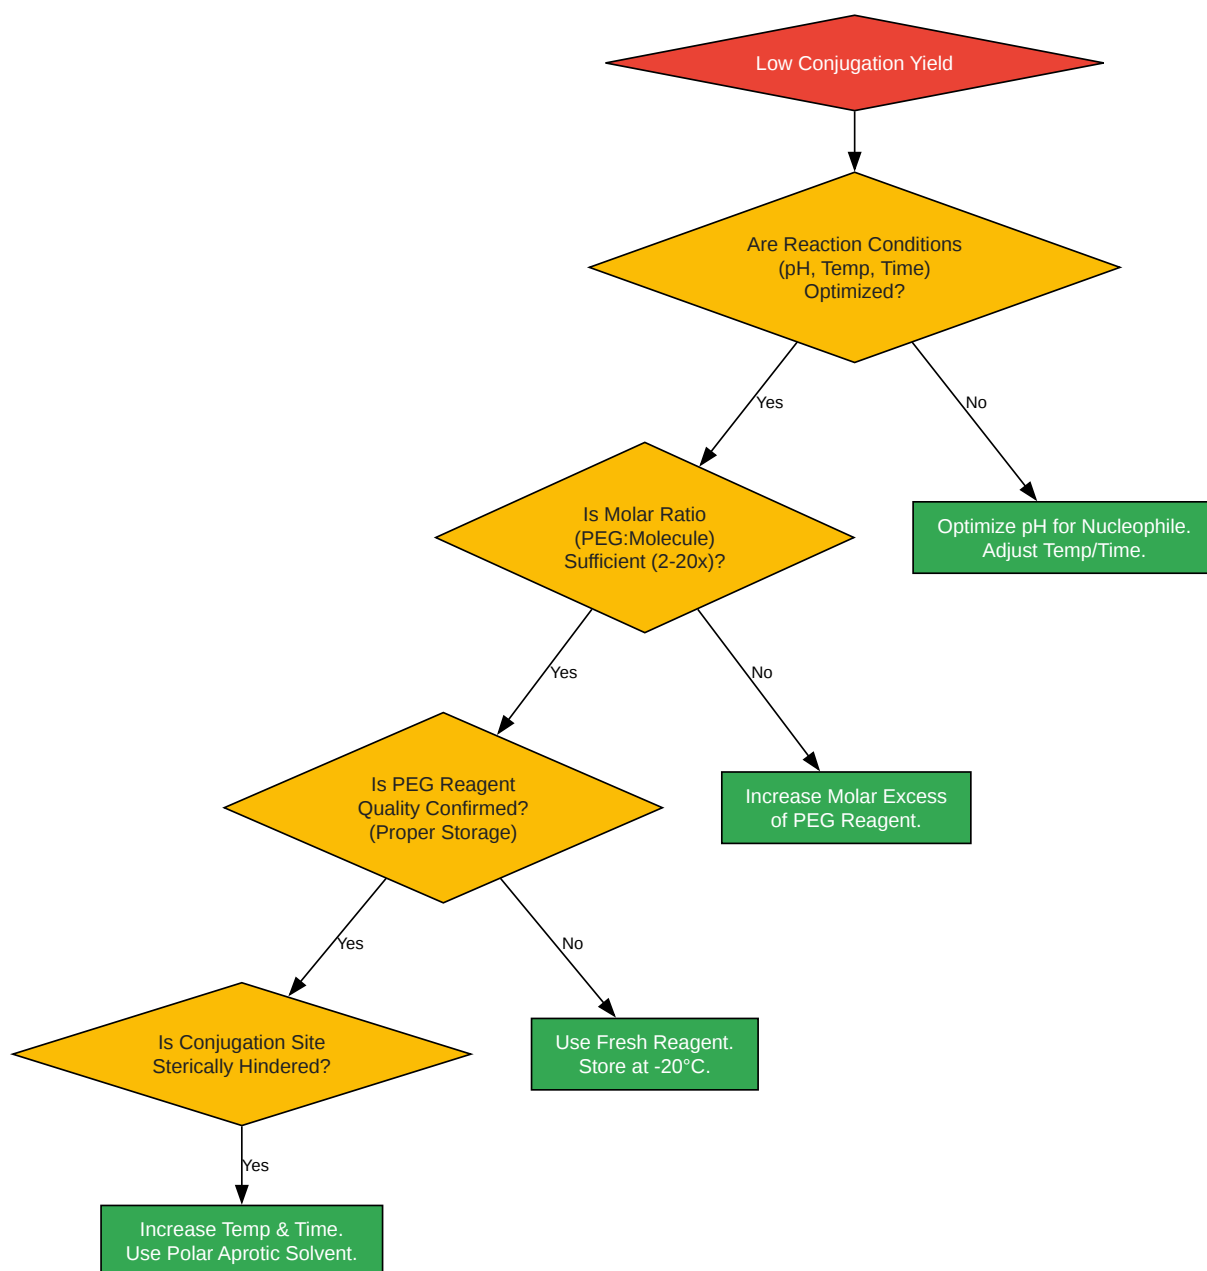 Low Conjugation Yield
Are Reaction Conditions
(pH, Temp, Time)
Optimized?
Yes
No
Is Molar Ratio
(PEG:Molecule)
Sufficient (2-20x)?
Optimize pH for Nucleophile.
Adjust Temp/Time.
Yes
No
Is PEG Reagent
Quality Confirmed?
(Proper Storage)
Increase Molar Excess
of PEG Reagent.
Yes
No
Is Conjugation Site
Sterically Hindered?
Use Fresh Reagent.
Store at -20°C.
Yes
Increase Temp & Time.
Use Polar Aprotic Solvent.